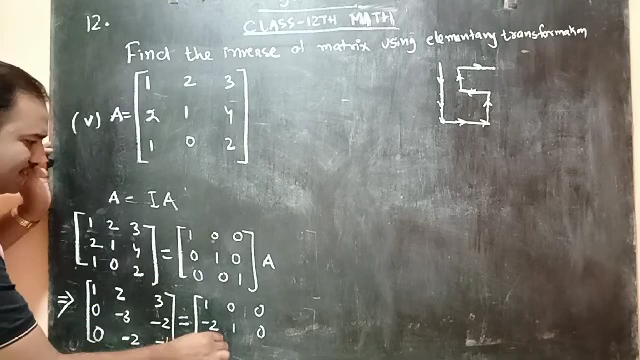 12.
CLASS-12TH MATH
Find the inverse of matrix using elementary transformation
(v) A = [1 2 3
2 1 4
1 0 2]
A = IA
[1 2 3
2 1 4
1 0 2] = [1 0 0
0 1 0
0 0 1] A
⇒ [1 2 3
0 -3 -2
0 -2 -1] = [1 0 0
-2 1 0